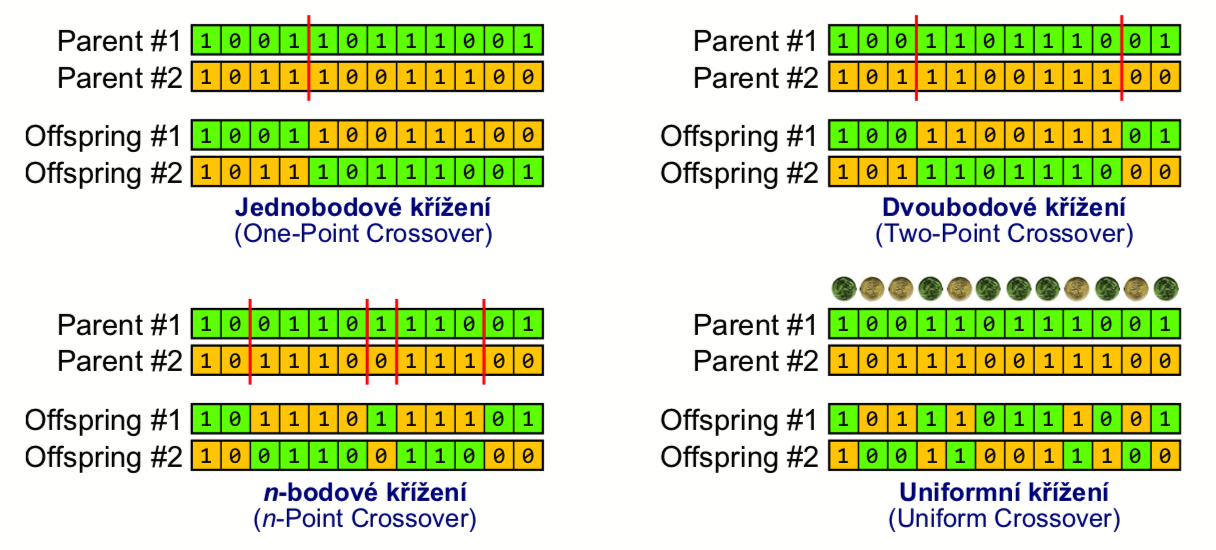 Parent #1 1 0 0 1 1 0 1 1 1 0 0 1
Parent #2 1 0 1 1 1 0 0 1 1 1 0 0
Offspring #1 1 0 0 1 1 0 0 1 1 1 0 0
Offspring #2 1 0 1 1 1 0 1 1 1 0 0 1
Jednobodové křížení
(One-Point Crossover)
Parent #1 1 0 0 1 1 0 1 1 1 0 0 1
Parent #2 1 0 1 1 1 0 0 1 1 1 0 0
Offspring #1 1 0 0 1 1 0 0 1 1 1 0 1
Offspring #2 1 0 1 1 1 0 1 1 1 0 0 0
Dvoubodové křížení
(Two-Point Crossover)
Parent #1 1 0 0 1 1 0 1 1 1 0 0 1
Parent #2 1 0 1 1 1 0 0 1 1 1 0 0
Offspring #1 1 0 1 1 1 0 1 1 1 1 0 1
Offspring #2 1 0 0 1 1 0 0 1 1 0 0 0
n-bodové křížení
(n-Point Crossover)
Parent #1 1 0 0 1 1 0 1 1 1 0 0 1
Parent #2 1 0 1 1 1 0 0 1 1 1 0 0
Offspring #1 1 0 1 1 1 0 1 1 1 0 0 1
Offspring #2 1 0 0 1 1 0 0 1 1 1 0 0
Uniformní křížení
(Uniform Crossover)